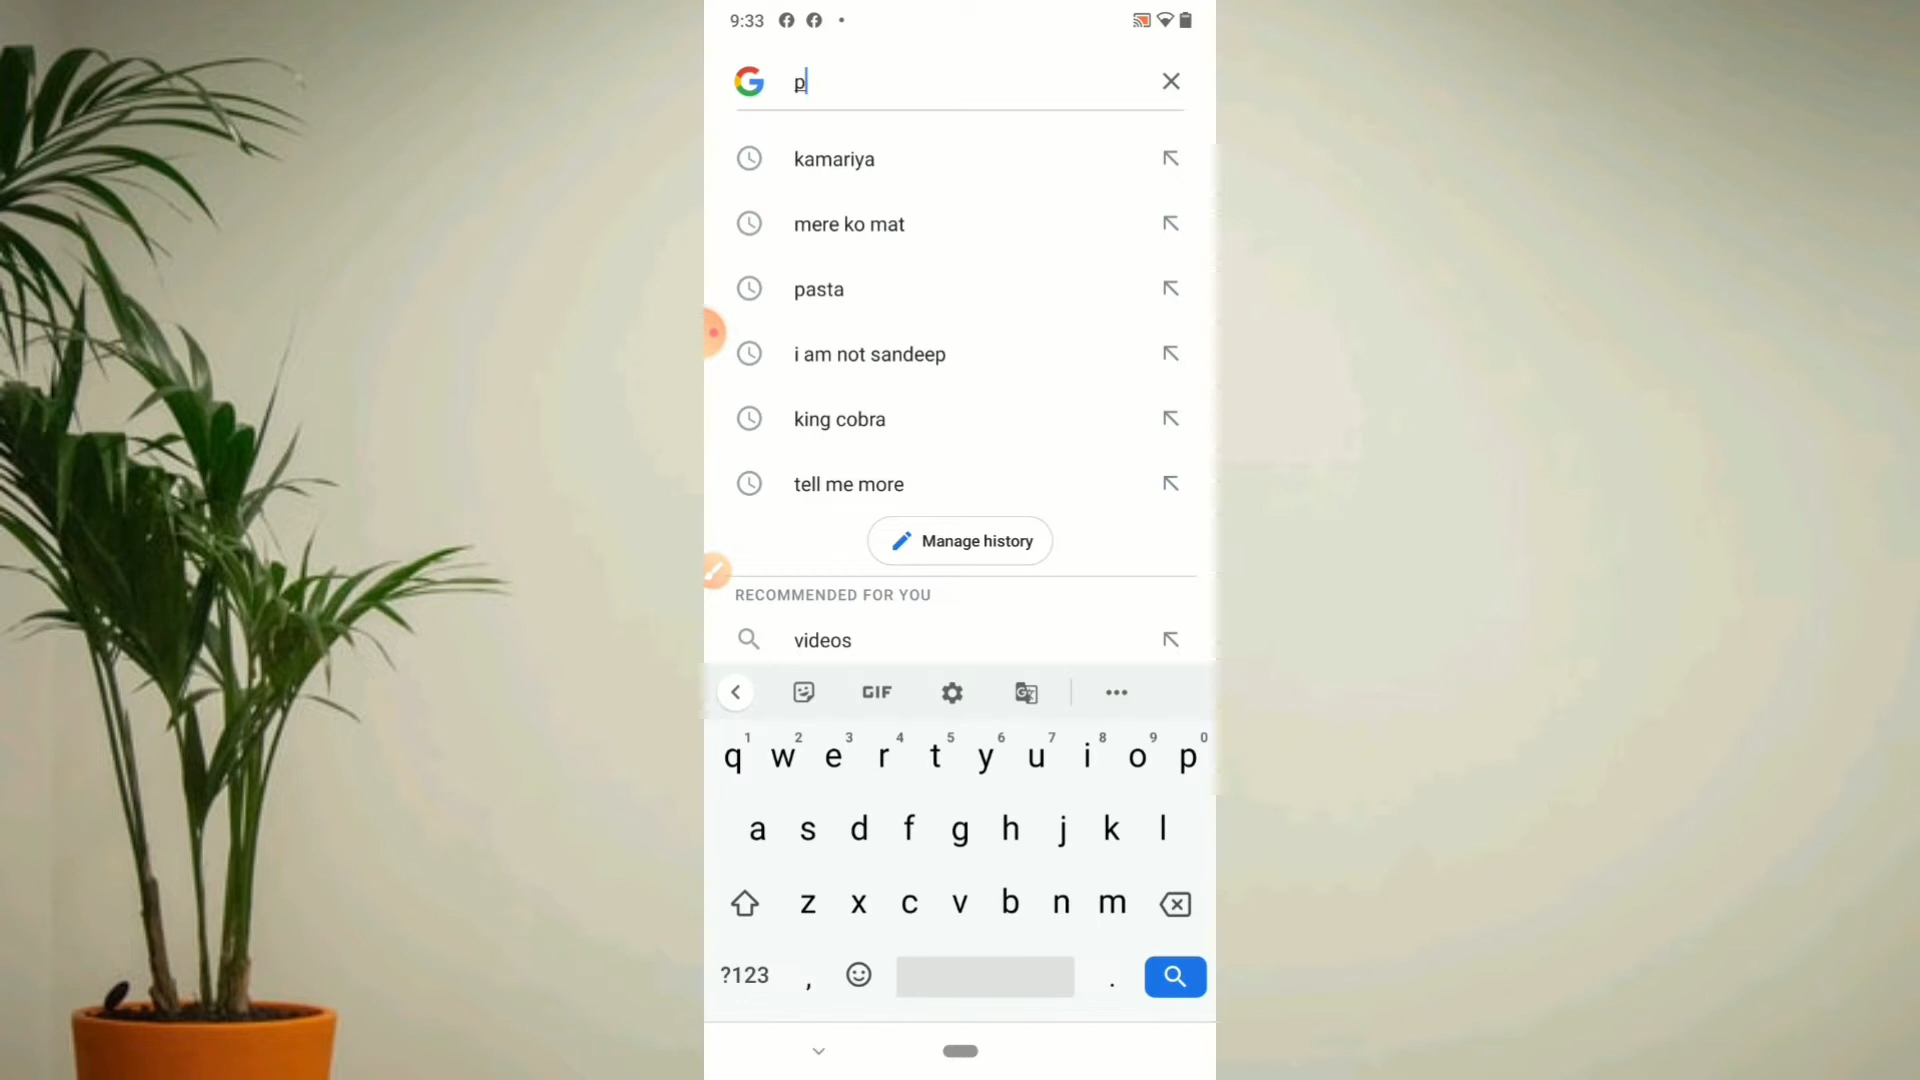 9:33
p
kamariya
mere ko mat
pasta
i am not sandeep
king cobra
tell me more
Manage history
RECOMMENDED FOR YOU
videos
GIF
1 2 3 4 5 6 7 8 9 0
q w e r t y u i o p
a s d f g h j k l
z x c v b n m
?123 , .